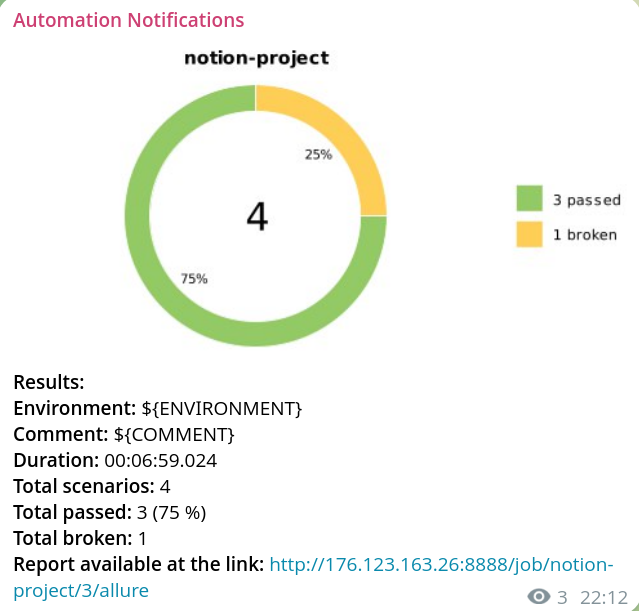 Automation Notifications
notion-project
25%
4
75%
3 passed
1 broken
Results:
Environment: ${ENVIRONMENT}
Comment: ${COMMENT}
Duration: 00:06:59.024
Total scenarios: 4
Total passed: 3 (75 %)
Total broken: 1
Report available at the link: http://176.123.163.26:8888/job/notion-
project/3/allure
3 22:12